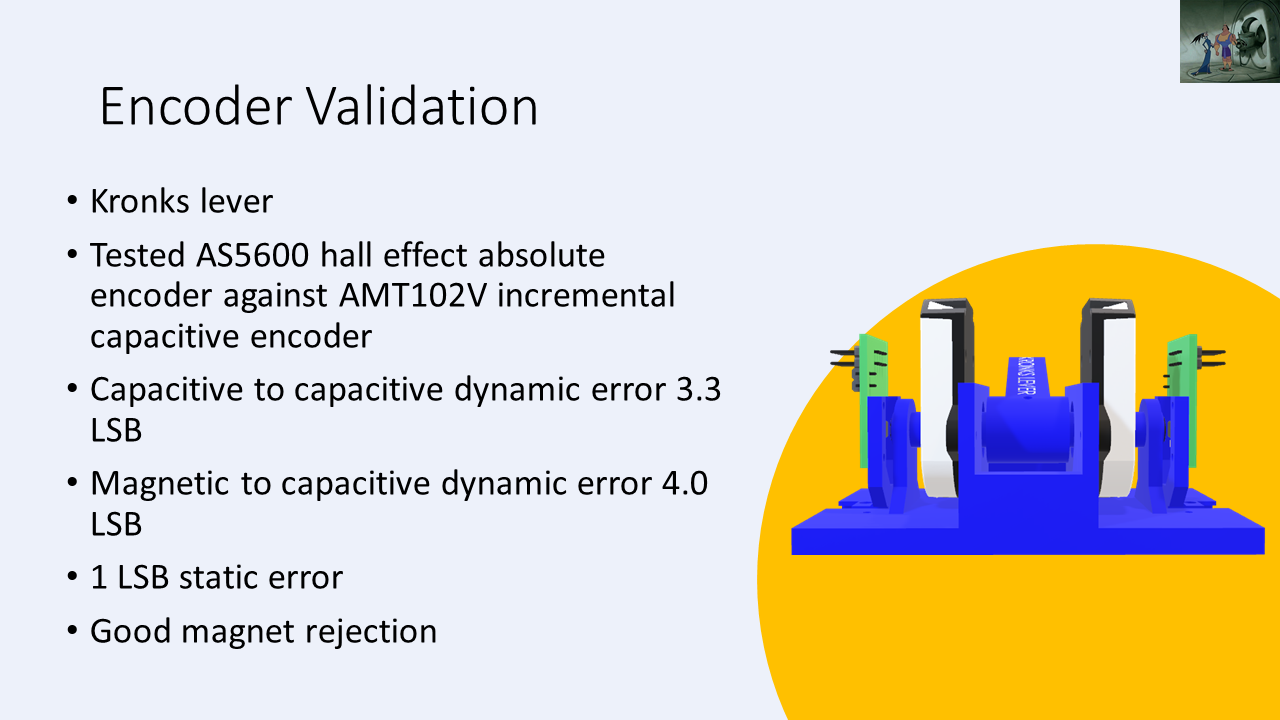 Encoder Validation
• Kronks lever
• Tested AS5600 hall effect absolute
encoder against AMT102V incremental
capacitive encoder
• Capacitive to capacitive dynamic error 3.3
LSB
• Magnetic to capacitive dynamic error 4.0
LSB
• 1 LSB static error
• Good magnet rejection
KRONKS LEVER